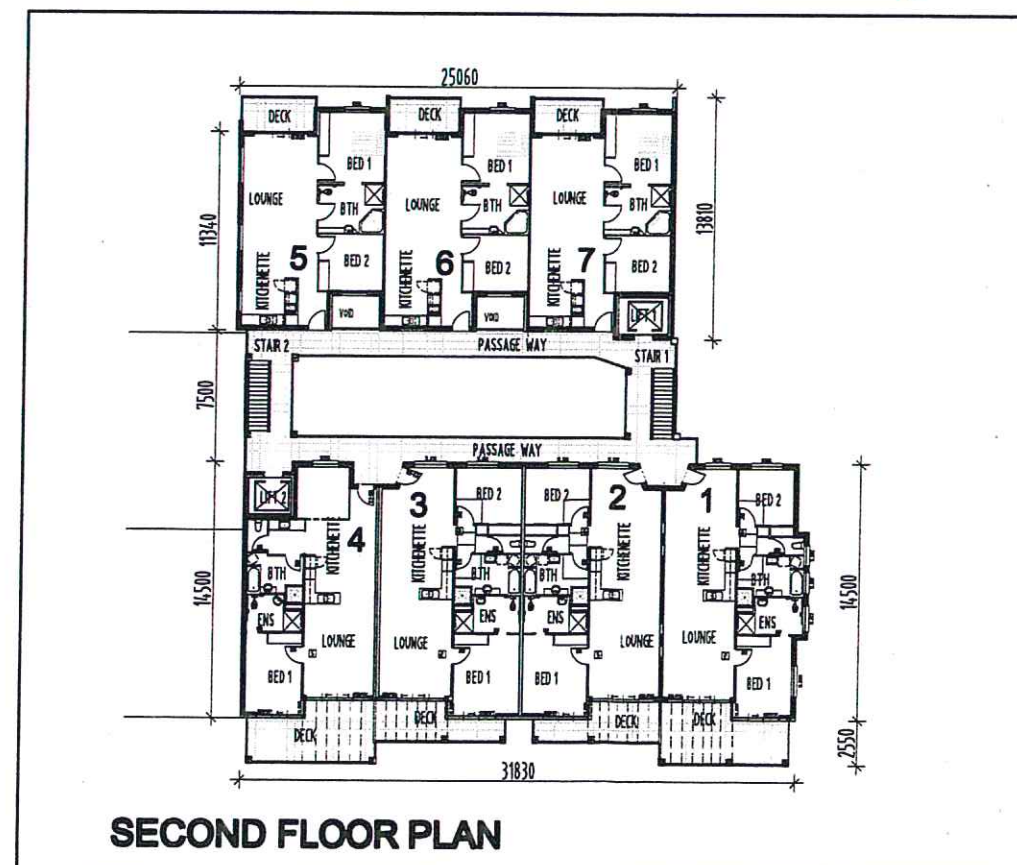 25060
DECK DECK DECK
BED 1 BED 1 BED 1
LOUNGE LOUNGE LOUNGE
BTH BTH BTH
11340
13810
5 6 7
KITCHENETTE KITCHENETTE KITCHENETTE
BED 2 BED 2 BED 2
VOID VOID LIFT 1
STAIR 2 PASSAGE WAY STAIR 1
7500
PASSAGE WAY
LIFT 2
4 3 2 1
BED 2 BED 2 BED 2
KITCHENETTE KITCHENETTE KITCHENETTE KITCHENETTE
14500
14500
BTH BTH BTH BTH
ENS ENS ENS ENS
LOUNGE LOUNGE LOUNGE LOUNGE
BED 1 BED 1 BED 1 BED 1
DECK DECK DECK DECK
2550
31830
SECOND FLOOR PLAN